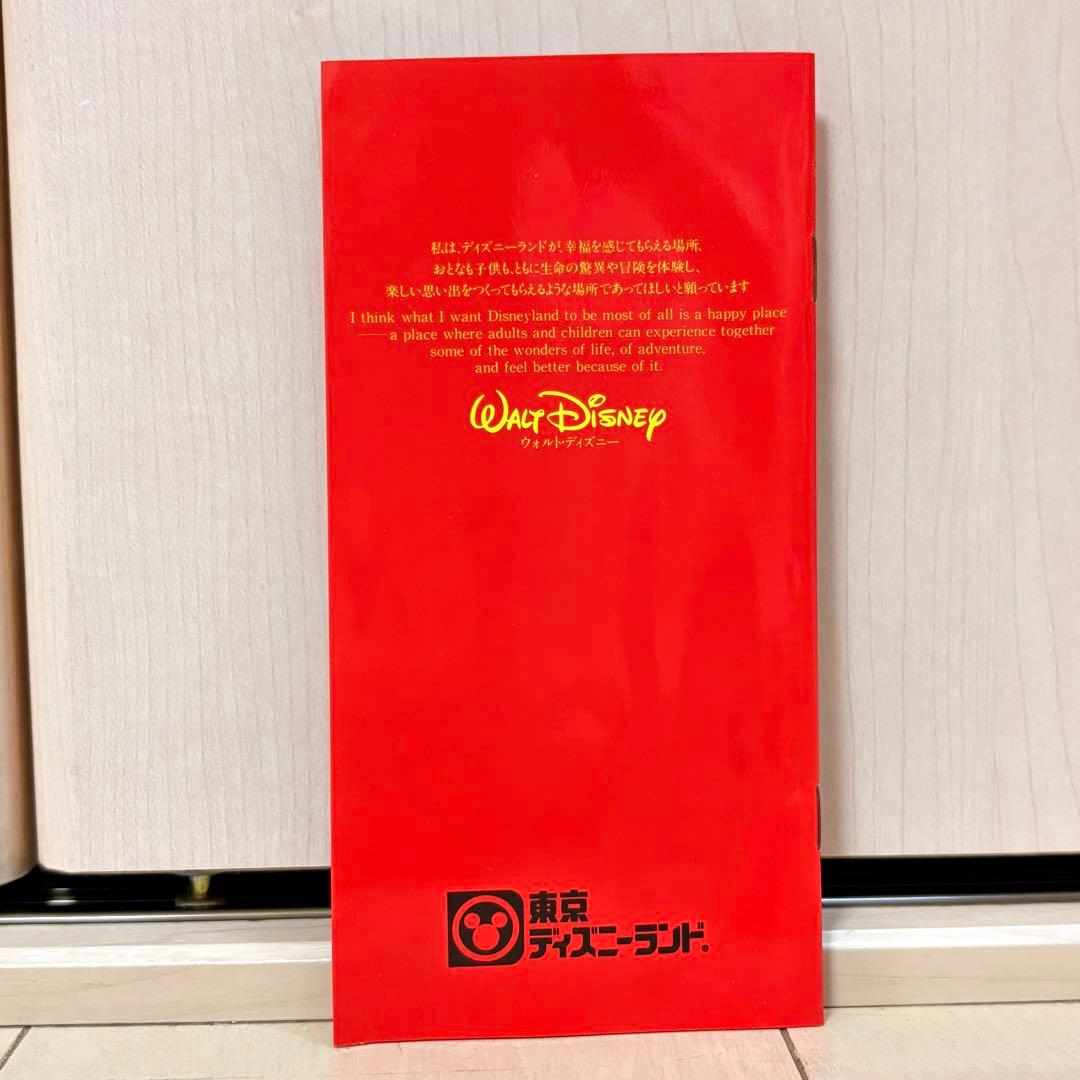 私は、ディズニーランドが、幸福を感じてもらえる場所、
おとなも子供も、ともに生命の驚異や冒険を体験し、
楽しい思い出をつくってもらえるような場所であってほしいと願っています
I think what I want Disneyland to be most of all is a happy place
——a place where adults and children can experience together
some of the wonders of life, of adventure,
and feel better because of it.
WALT DISNEY
ウォルト・ディズニー
東京
ディズニーランド®